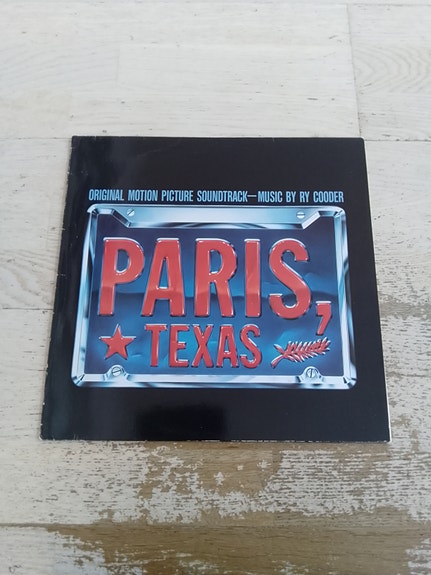 ORIGINAL MOTION PICTURE SOUNDTRACK—MUSIC BY RY COODER
PARIS,
TEXAS